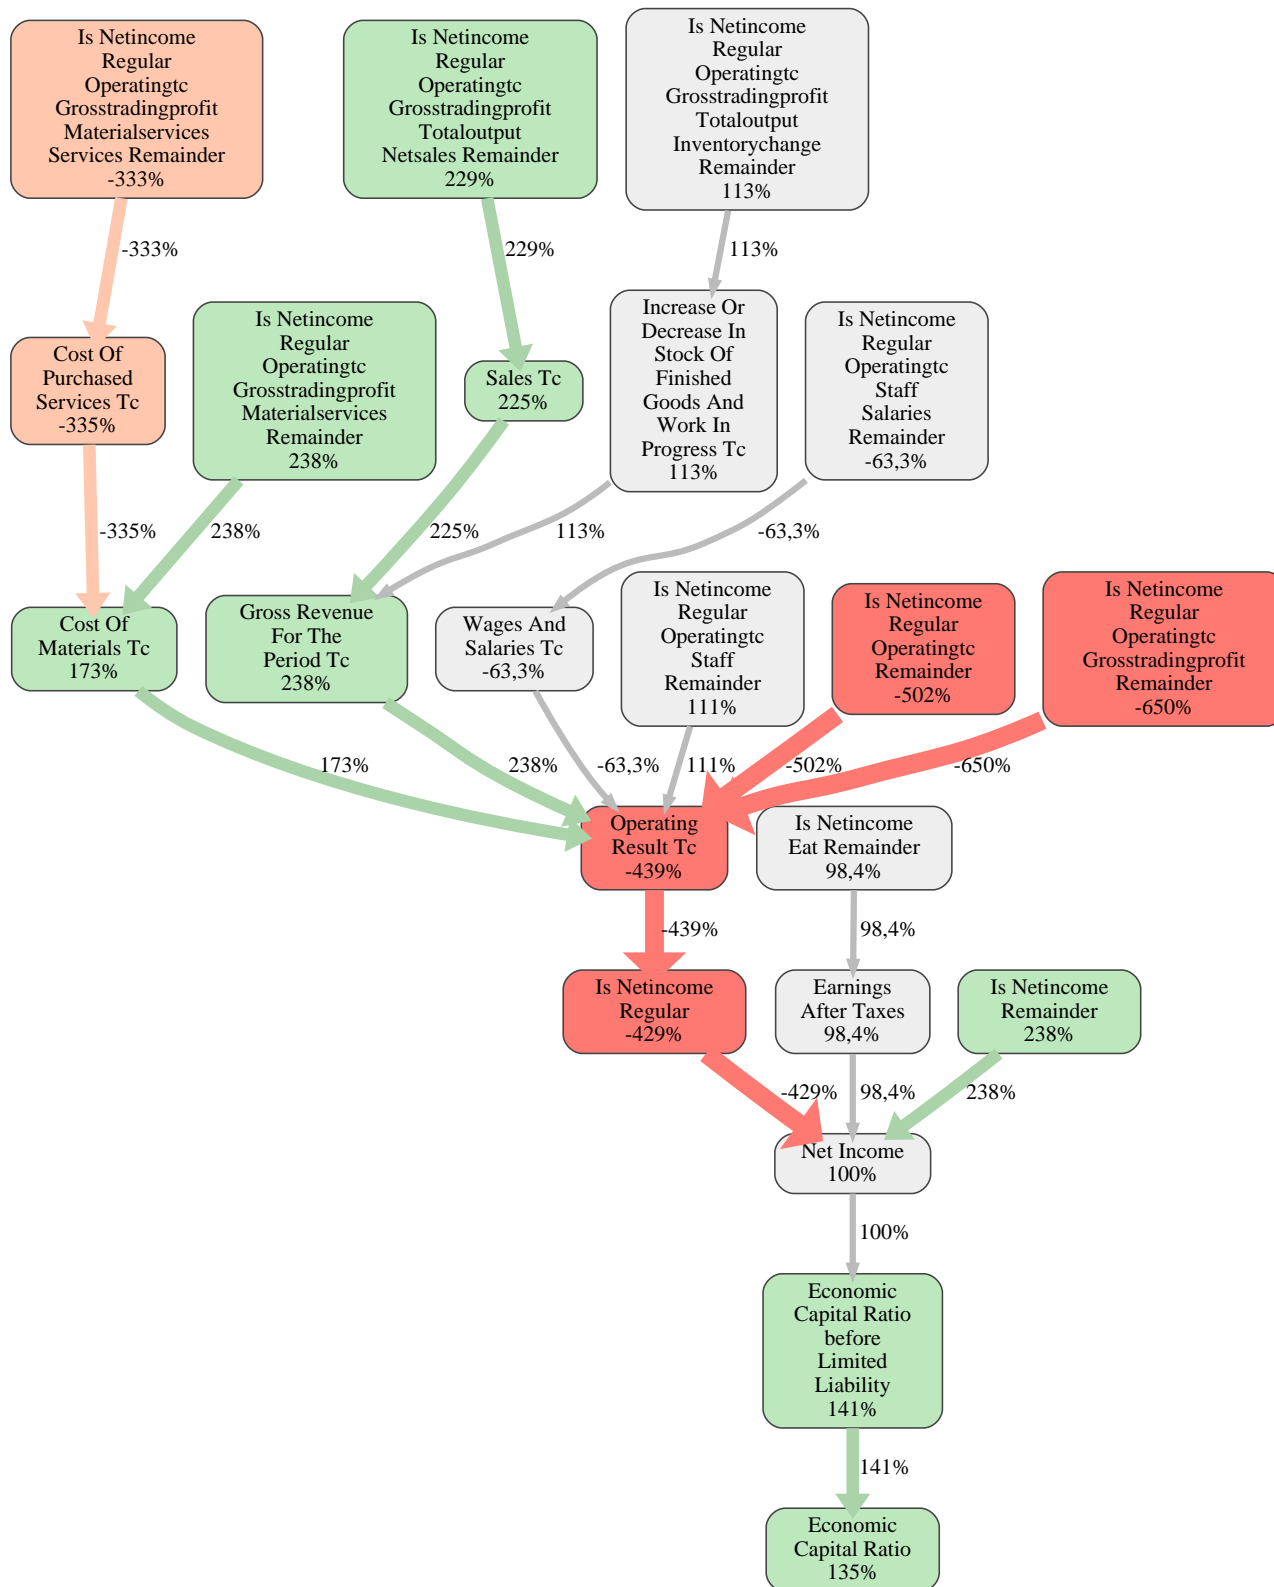 Is Netincome
Regular
Operatingtc
Grosstradingprofit
Materialservices
Services Remainder
-333%
Is Netincome
Regular
Operatingtc
Grosstradingprofit
Totaloutput
Netsales Remainder
229%
Is Netincome
Regular
Operatingtc
Grosstradingprofit
Totaloutput
Inventorychange
Remainder
113%
-333%
229%
113%
Cost Of
Purchased
Services Tc
-335%
Is Netincome
Regular
Operatingtc
Grosstradingprofit
Materialservices
Remainder
238%
Sales Tc
225%
Increase Or
Decrease In
Stock Of
Finished
Goods And
Work In
Progress Tc
113%
Is Netincome
Regular
Operatingtc
Staff
Salaries
Remainder
-63,3%
-335%
238%
225%
113%
-63,3%
Cost Of
Materials Tc
173%
Gross Revenue
For The
Period Tc
238%
Wages And
Salaries Tc
-63,3%
Is Netincome
Regular
Operatingtc
Staff
Remainder
111%
Is Netincome
Regular
Operatingtc
Remainder
-502%
Is Netincome
Regular
Operatingtc
Grosstradingprofit
Remainder
-650%
173%
238%
-63,3%
111%
-502%
-650%
Operating
Result Tc
-439%
Is Netincome
Eat Remainder
98,4%
-439%
98,4%
Is Netincome
Regular
-429%
Earnings
After Taxes
98,4%
Is Netincome
Remainder
238%
-429%
98,4%
238%
Net Income
100%
100%
Economic
Capital Ratio
before
Limited
Liability
141%
141%
Economic
Capital Ratio
135%